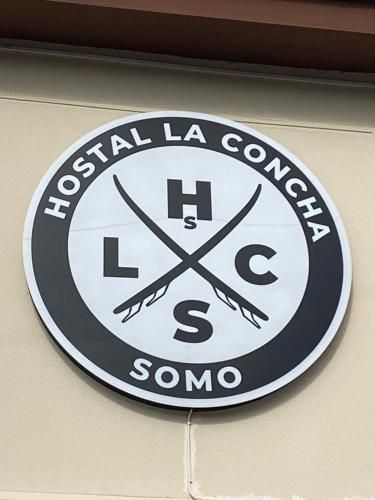 HOSTAL LA CONCHA
H
S
L C
S
SOMO